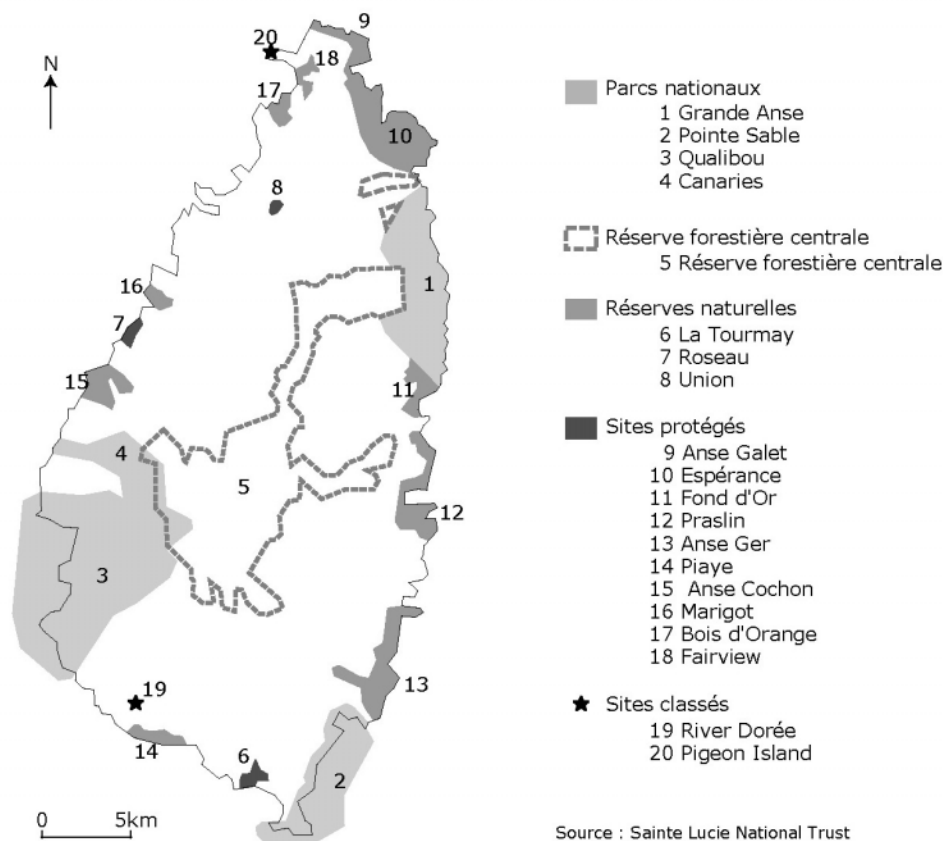 9
20
18
N
17
10
8
1
16
7
15
11
4
5
12
3
13
19
14
6
2
0 5km
Parcs nationaux
1 Grande Anse
2 Pointe Sable
3 Qualibou
4 Canaries
Réserve forestière centrale
5 Réserve forestière centrale
Réserves naturelles
6 La Tourmay
7 Roseau
8 Union
Sites protégés
9 Anse Galet
10 Espérance
11 Fond d'Or
12 Praslin
13 Anse Ger
14 Piaye
15 Anse Cochon
16 Marigot
17 Bois d'Orange
18 Fairview
Sites classés
19 River Dorée
20 Pigeon Island
Source : Sainte Lucie National Trust